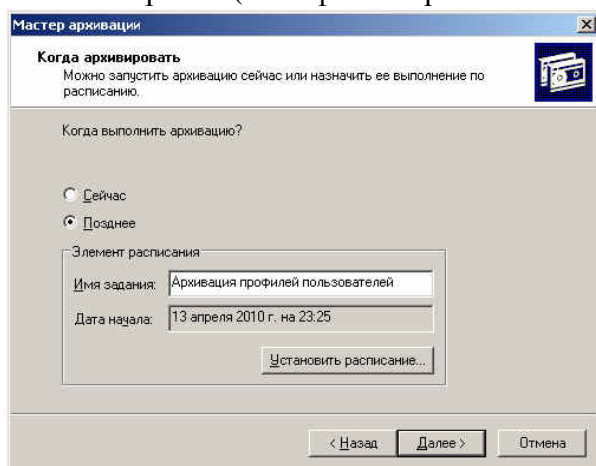 Мастер архивации
Когда архивировать
Можно запустить архивацию сейчас или назначить ее выполнение по
расписанию.
Когда выполнить архивацию?
Сейчас
Позднее
Элемент расписания
Имя задания: Архивация профилей пользователей
Дата начала: 13 апреля 2010 г. на 23:25
Установить расписание...
< Назад Далее > Отмена